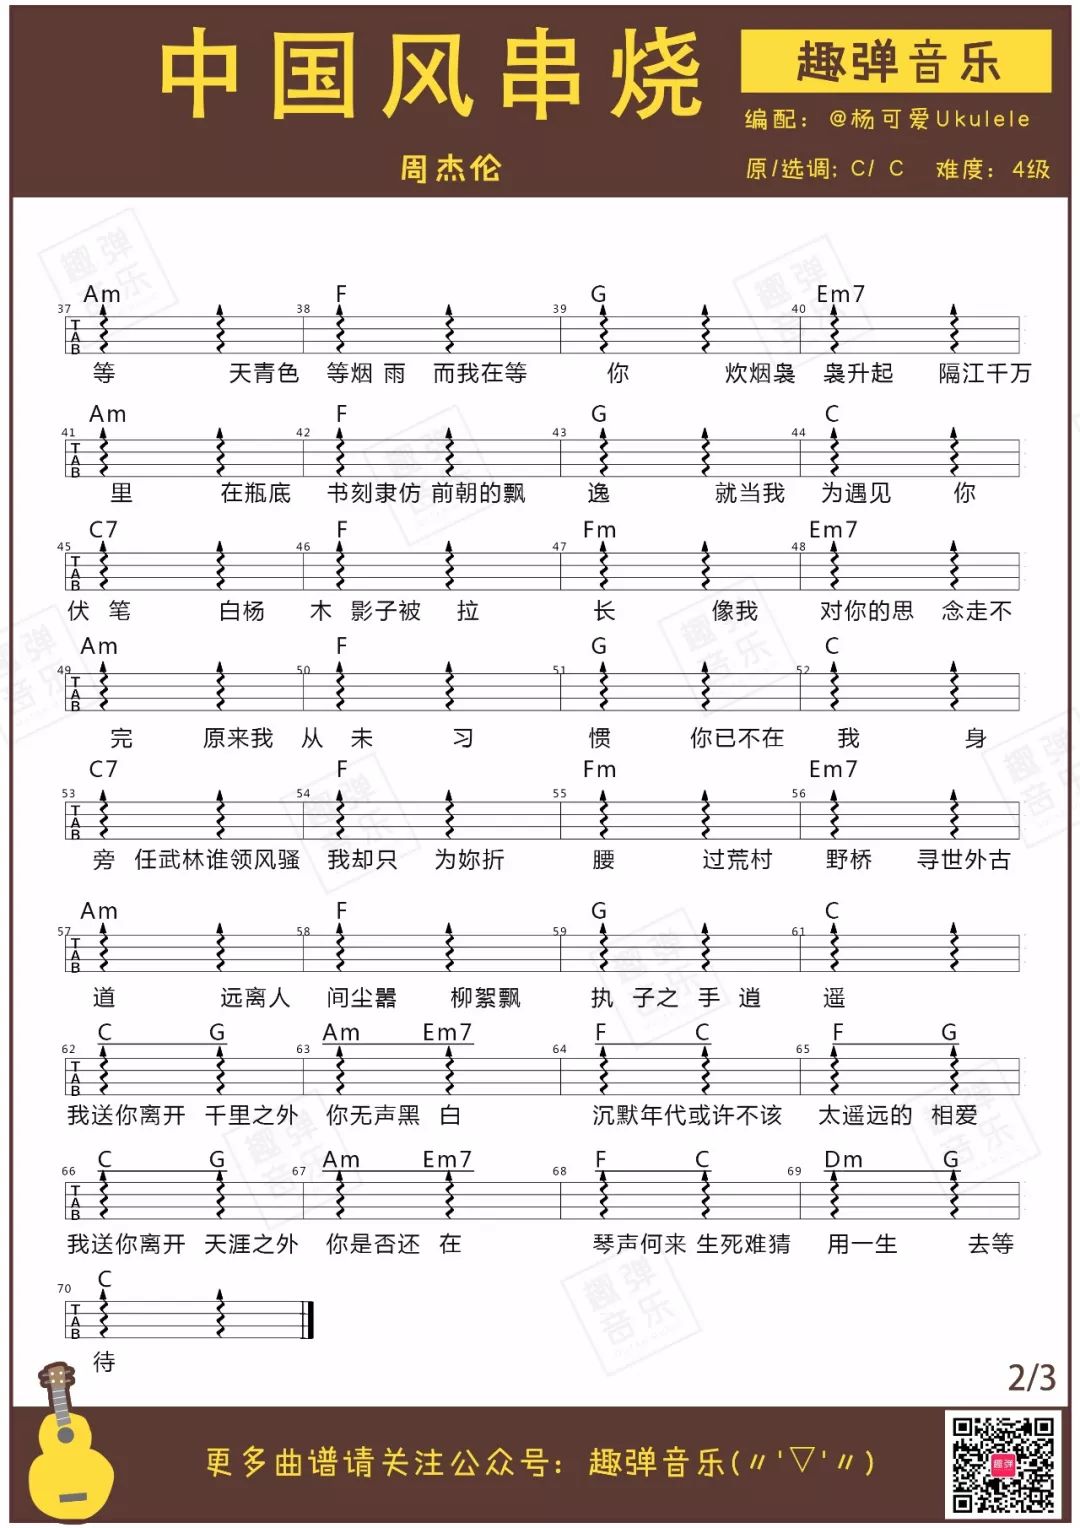 中国风串烧
趣弹音乐
编配：@杨可爱Ukulele
周杰伦
原/选调; C/ C 难度：4级
Am F G Em7
37 38 39 40
TAB
等 天青色 等烟 雨 而我在等 你 炊烟袅 袅升起 隔江千万
Am F G C
41 42 43 44
TAB
里 在瓶底 书刻隶仿 前朝的飘 逸 就当我 为遇见 你
C7 F Fm Em7
45 46 47 48
TAB
伏 笔 白杨 木 影子被 拉 长 像我 对你的思 念走不
Am F G C
49 50 51 52
TAB
完 原来我 从 未 习 惯 你已不在 我 身
C7 F Fm Em7
53 54 55 56
TAB
旁 任武林谁领风骚 我却只 为妳折 腰 过荒村 野桥 寻世外古
Am F G C
57 58 59 61
TAB
道 远离人 间尘嚣 柳絮飘 执 子之 手 逍 遥
C G Am Em7 F C F G
62 63 64 65
TAB
我送你离开 千里之外 你无声黑 白 沉默年代或许不该 太遥远的 相爱
C G Am Em7 F C Dm G
66 67 68 69
TAB
我送你离开 天涯之外 你是否还 在 琴声何来 生死难猜 用一生 去等
C
70
TAB
待
2/3
更多曲谱请关注公众号：趣弹音乐(〃'▽'〃)
趣弹